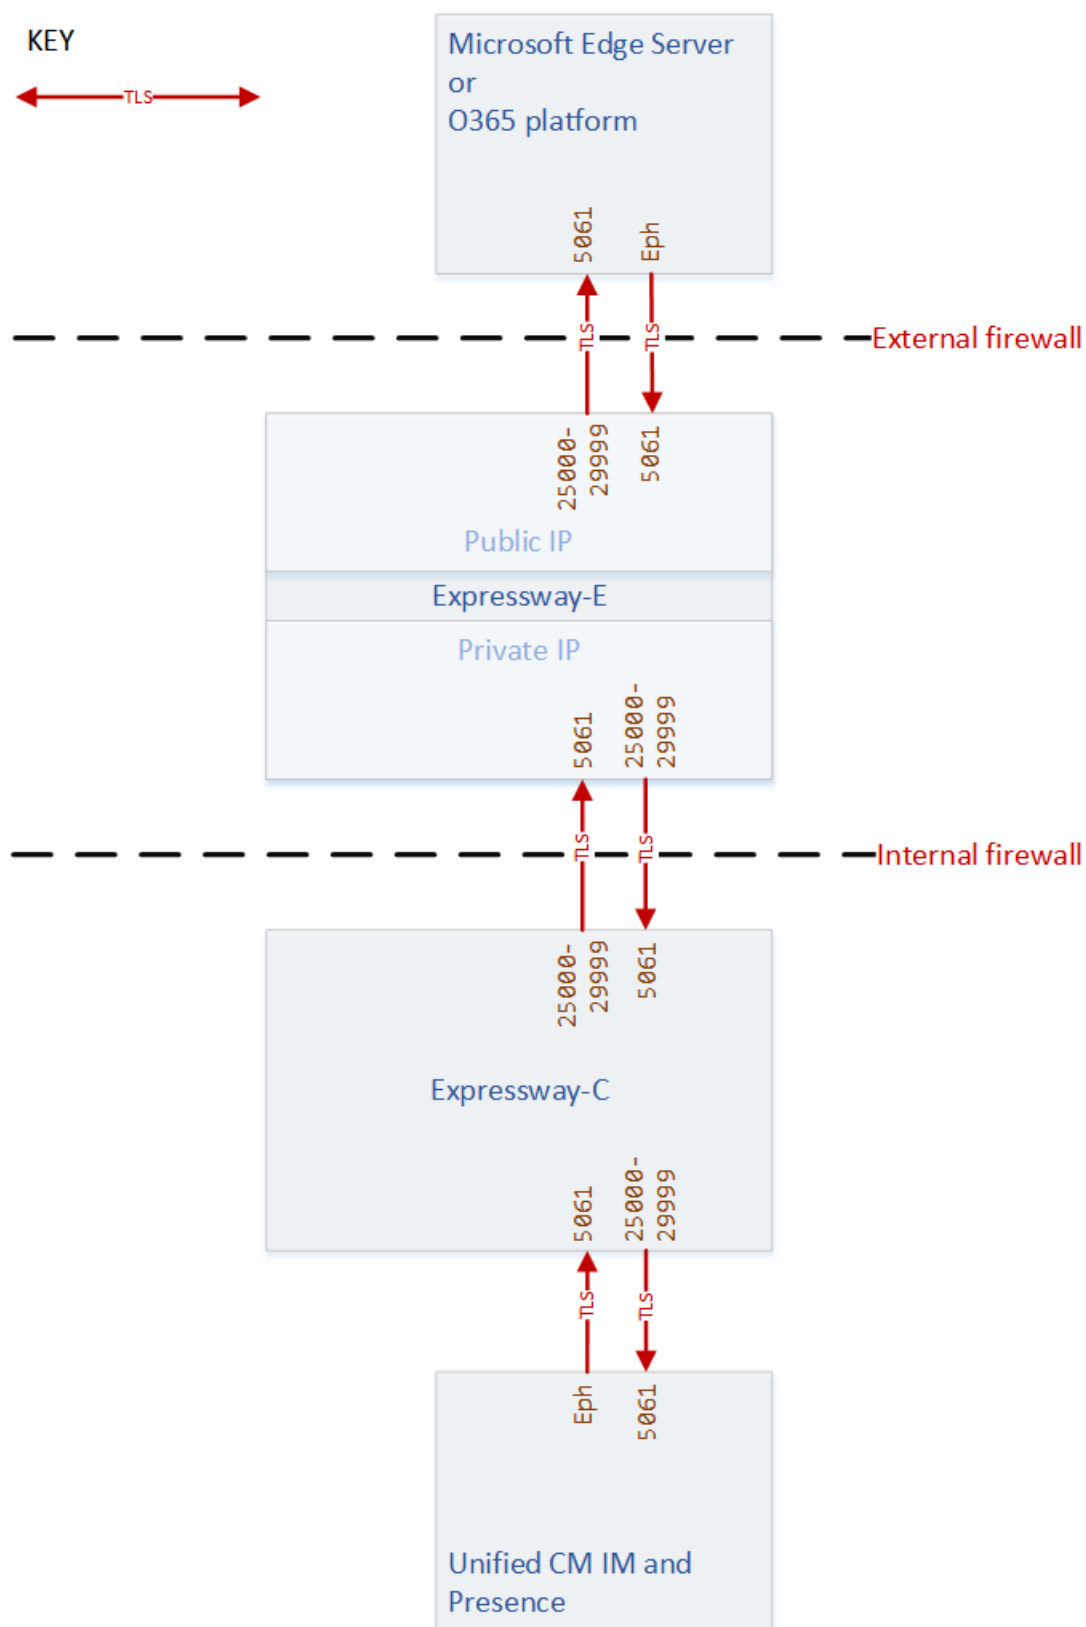 KEY
TLS
Microsoft Edge Server
or
O365 platform
5061
Eph
TLS
TLS
External firewall
25000-
29999
5061
Public IP
Expressway-E
Private IP
5061
25000-
29999
TLS
TLS
Internal firewall
25000-
29999
5061
Expressway-C
5061
25000-
29999
TLS
TLS
Eph
5061
Unified CM IM and
Presence